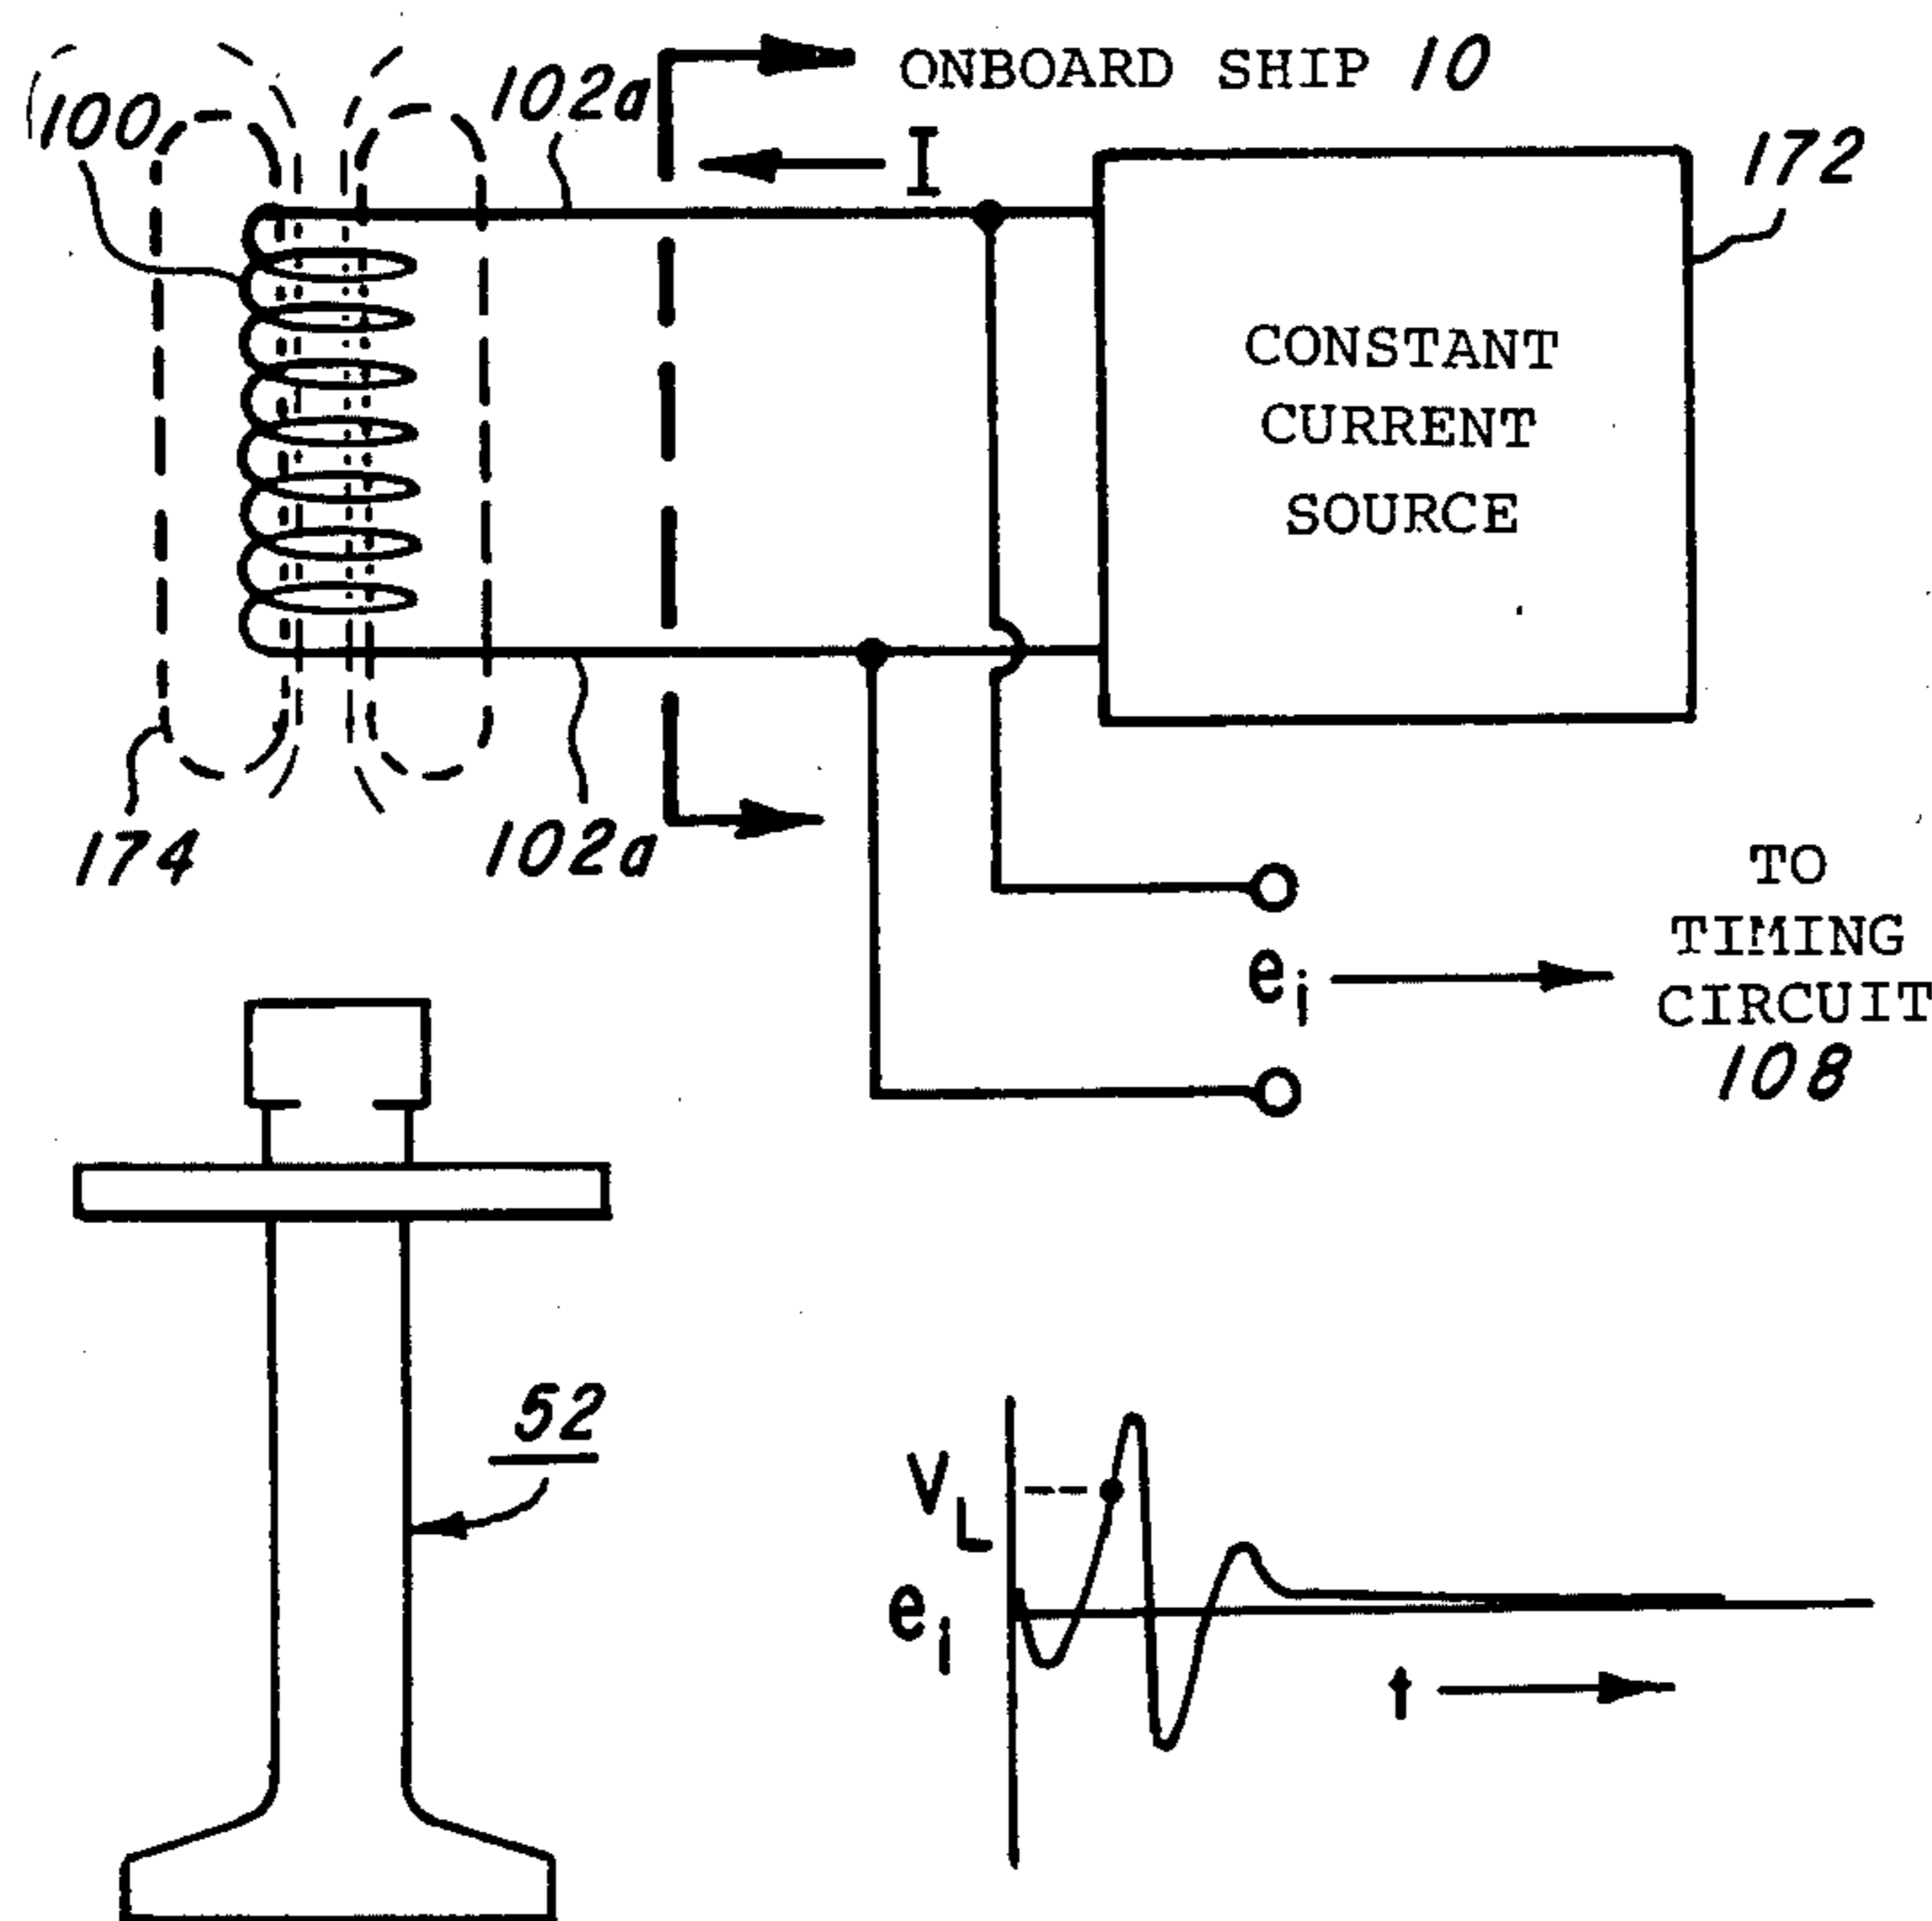 ONBOARD SHIP 10
100
102a
I
172
CONSTANT
CURRENT
SOURCE
174
102a
TO
TIMING
CIRCUIT
108
ei
52
VL
ei
t